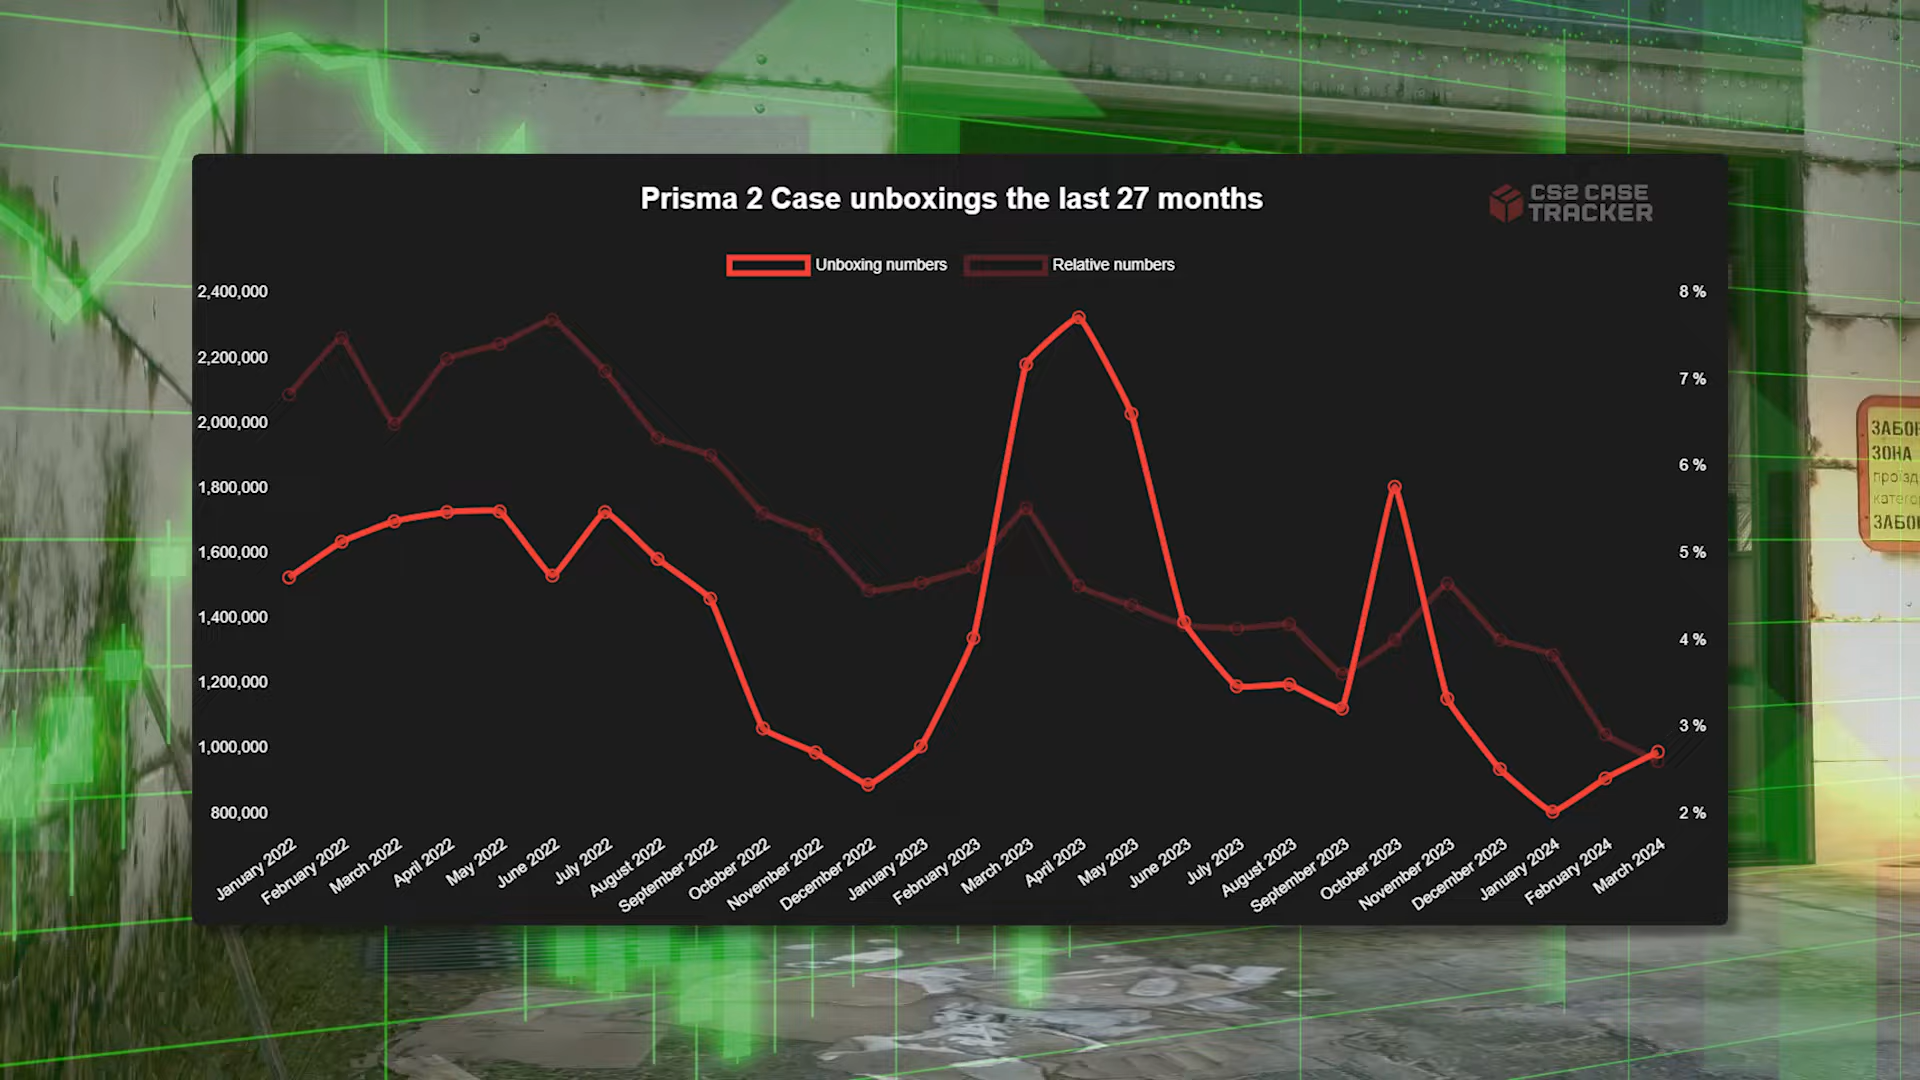 Prisma 2 Case unboxings the last 27 months
CS2 CASE
TRACKER
Unboxing numbers
Relative numbers
2,400,000
2,200,000
2,000,000
1,800,000
1,600,000
1,400,000
1,200,000
1,000,000
800,000
8 %
7 %
6 %
5 %
4 %
3 %
2 %
January 2022
February 2022
March 2022
April 2022
May 2022
June 2022
July 2022
August 2022
September 2022
October 2022
November 2022
December 2022
January 2023
February 2023
March 2023
April 2023
May 2023
June 2023
July 2023
August 2023
September 2023
October 2023
November 2023
December 2023
January 2024
February 2024
March 2024
ЗАБОР
ЗОНА
проїзд
катего
ЗАБО